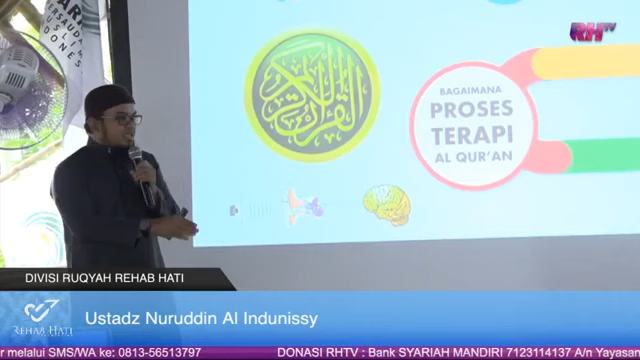 RHTV
BAGAIMANA
PROSES
TERAPI
AL QUR'AN
DIVISI RUQYAH REHAB HATI
Ustadz Nuruddin Al Indunissy
REHAB HATI
r melalui SMS/WA ke: 0813-56513797
DONASI RHTV : Bank SYARIAH MANDIRI 7123114137 A/n Yayasan